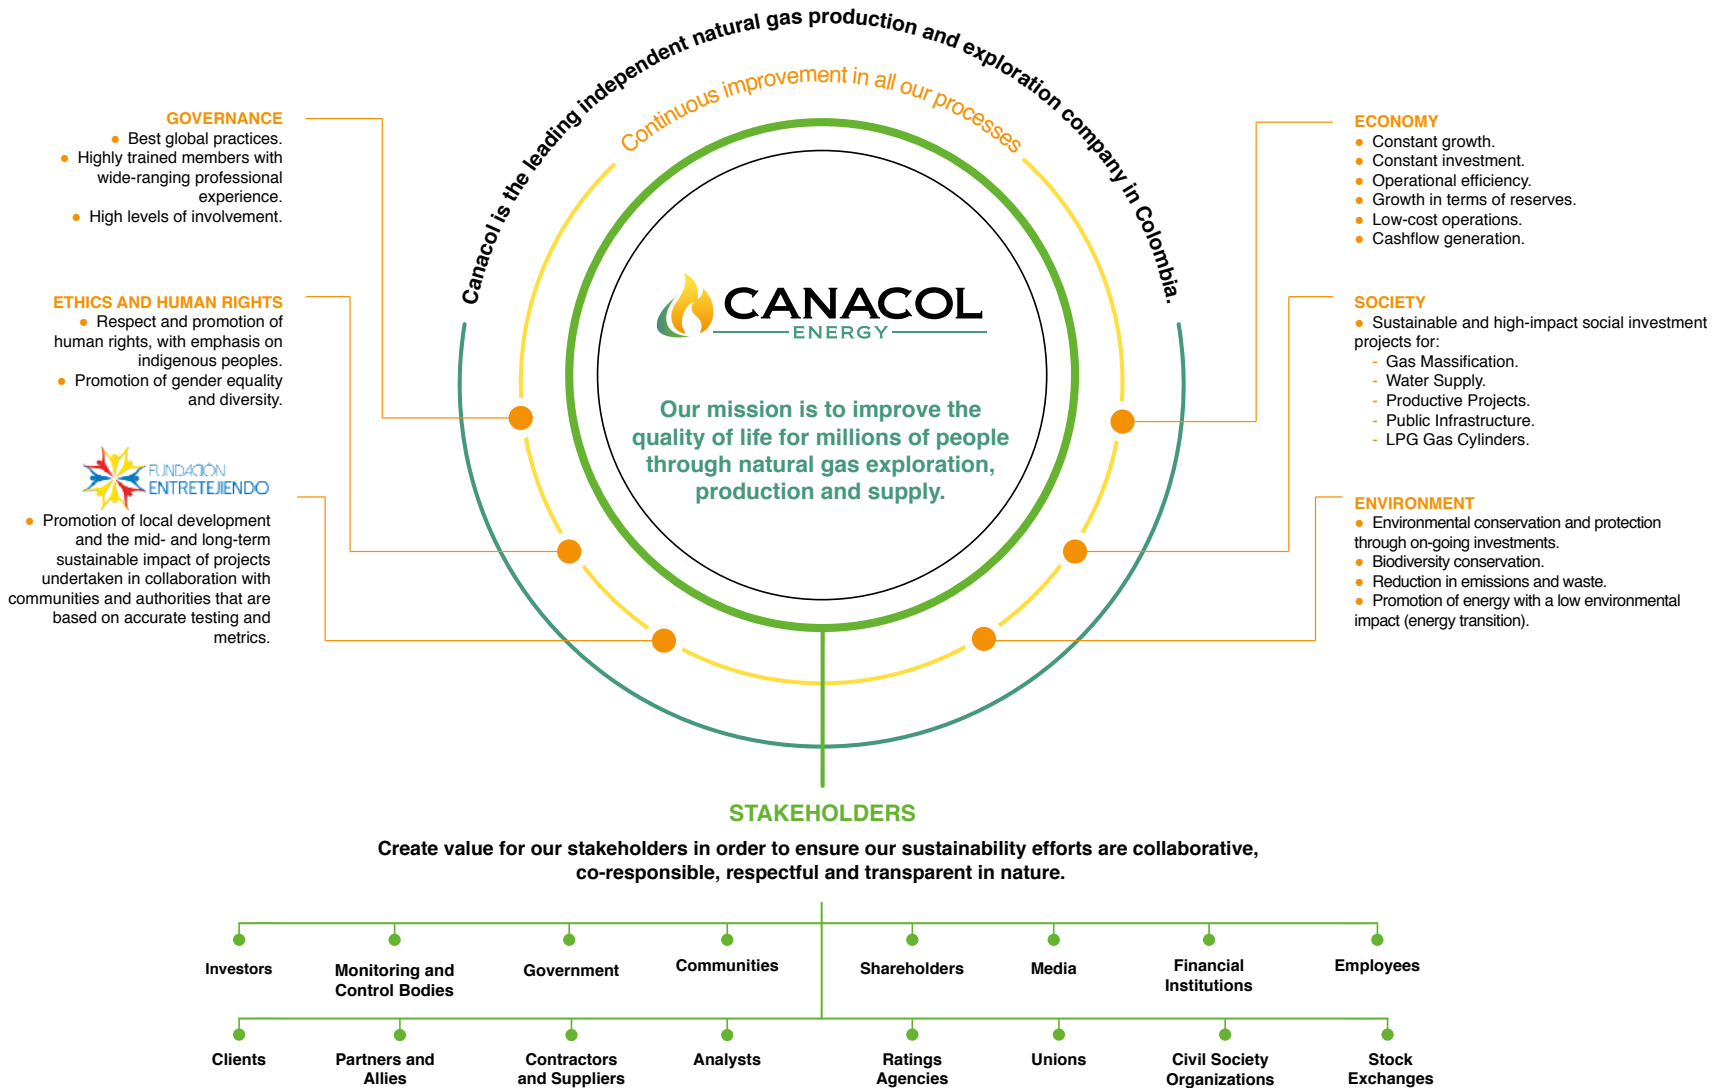 Canacol is the leading independent natural gas production and exploration company in Colombia.
Continuous improvement in all our processes
GOVERNANCE
● Best global practices.
● Highly trained members with
wide-ranging professional
experience.
● High levels of involvement.
ETHICS AND HUMAN RIGHTS
● Respect and promotion of
human rights, with emphasis on
indigenous peoples.
● Promotion of gender equality
and diversity.
FUNDACIÓN
ENTRETEJIENDO
● Promotion of local development
and the mid- and long-term
sustainable impact of projects
undertaken in collaboration with
communities and authorities that are
based on accurate testing and
metrics.
CANACOL
ENERGY
Our mission is to improve the
quality of life for millions of people
through natural gas exploration,
production and supply.
ECONOMY
● Constant growth.
● Constant investment.
● Operational efficiency.
● Growth in terms of reserves.
● Low-cost operations.
● Cashflow generation.
SOCIETY
● Sustainable and high-impact social investment
projects for:
- Gas Massification.
- Water Supply.
- Productive Projects.
- Public Infrastructure.
- LPG Gas Cylinders.
ENVIRONMENT
● Environmental conservation and protection
through on-going investments.
● Biodiversity conservation.
● Reduction in emissions and waste.
● Promotion of energy with a low environmental
impact (energy transition).
STAKEHOLDERS
Create value for our stakeholders in order to ensure our sustainability efforts are collaborative,
co-responsible, respectful and transparent in nature.
Investors
Monitoring and
Control Bodies
Government
Communities
Shareholders
Media
Financial
Institutions
Employees
Clients
Partners and
Allies
Contractors
and Suppliers
Analysts
Ratings
Agencies
Unions
Civil Society
Organizations
Stock
Exchanges